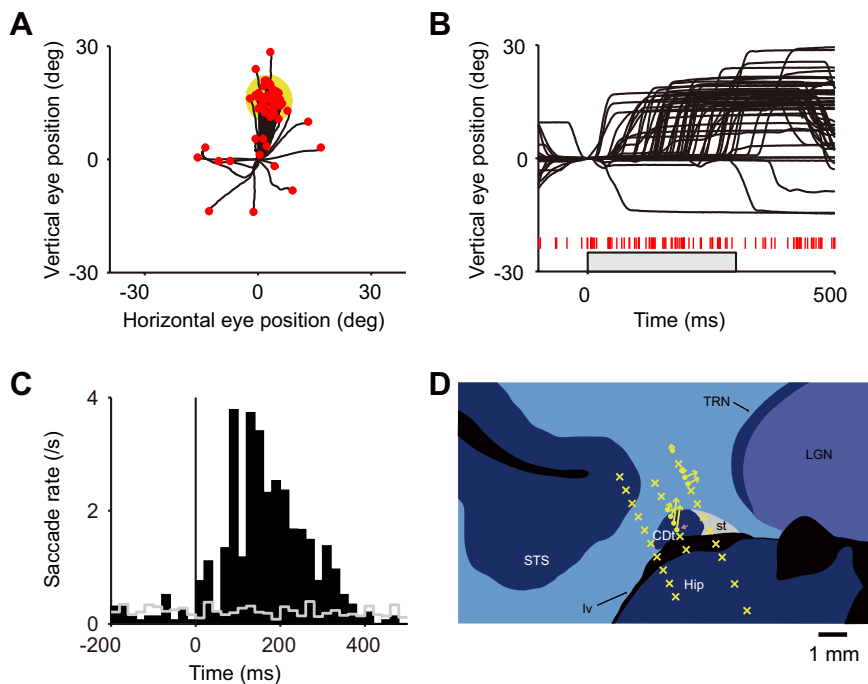 A
30
0
-30
-30
0
30
Vertical eye position (deg)
Horizontal eye position (deg)
B
30
0
-30
0
500
Vertical eye position (deg)
Time (ms)
C
4
2
0
-200
0
200
400
Saccade rate (/s)
Time (ms)
D
TRN
LGN
STS
CDt
st
Hip
lv
1 mm